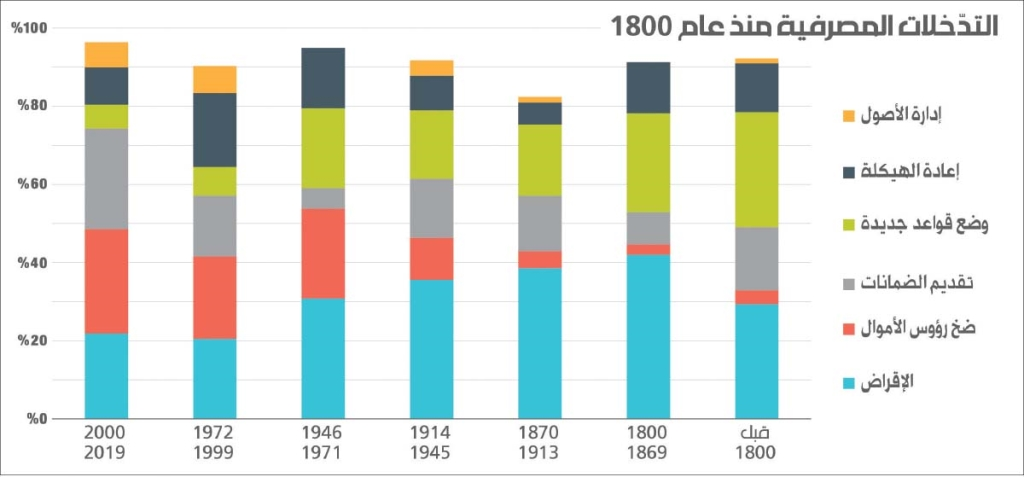 التدّخلات المصرفية منذ عام 1800
%100
%80
%60
%40
%20
%0
إدارة الأصول
إعادة الهيكلة
وضع قواعد جديدة
تقديم الضمانات
ضخ رؤوس الأموال
الإقراض
قبل 1800
1800 1869
1870 1913
1914 1945
1946 1971
1972 1999
2000 2019